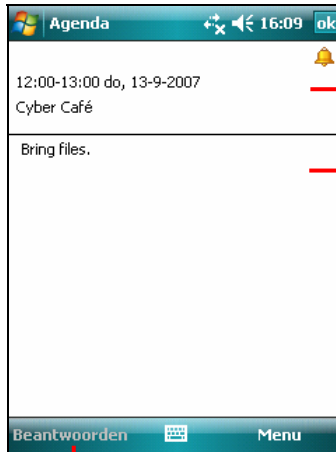 Agenda 16:09 ok
12:00-13:00 do, 13-9-2007
Cyber Café
Bring files.
Beantwoorden Menu